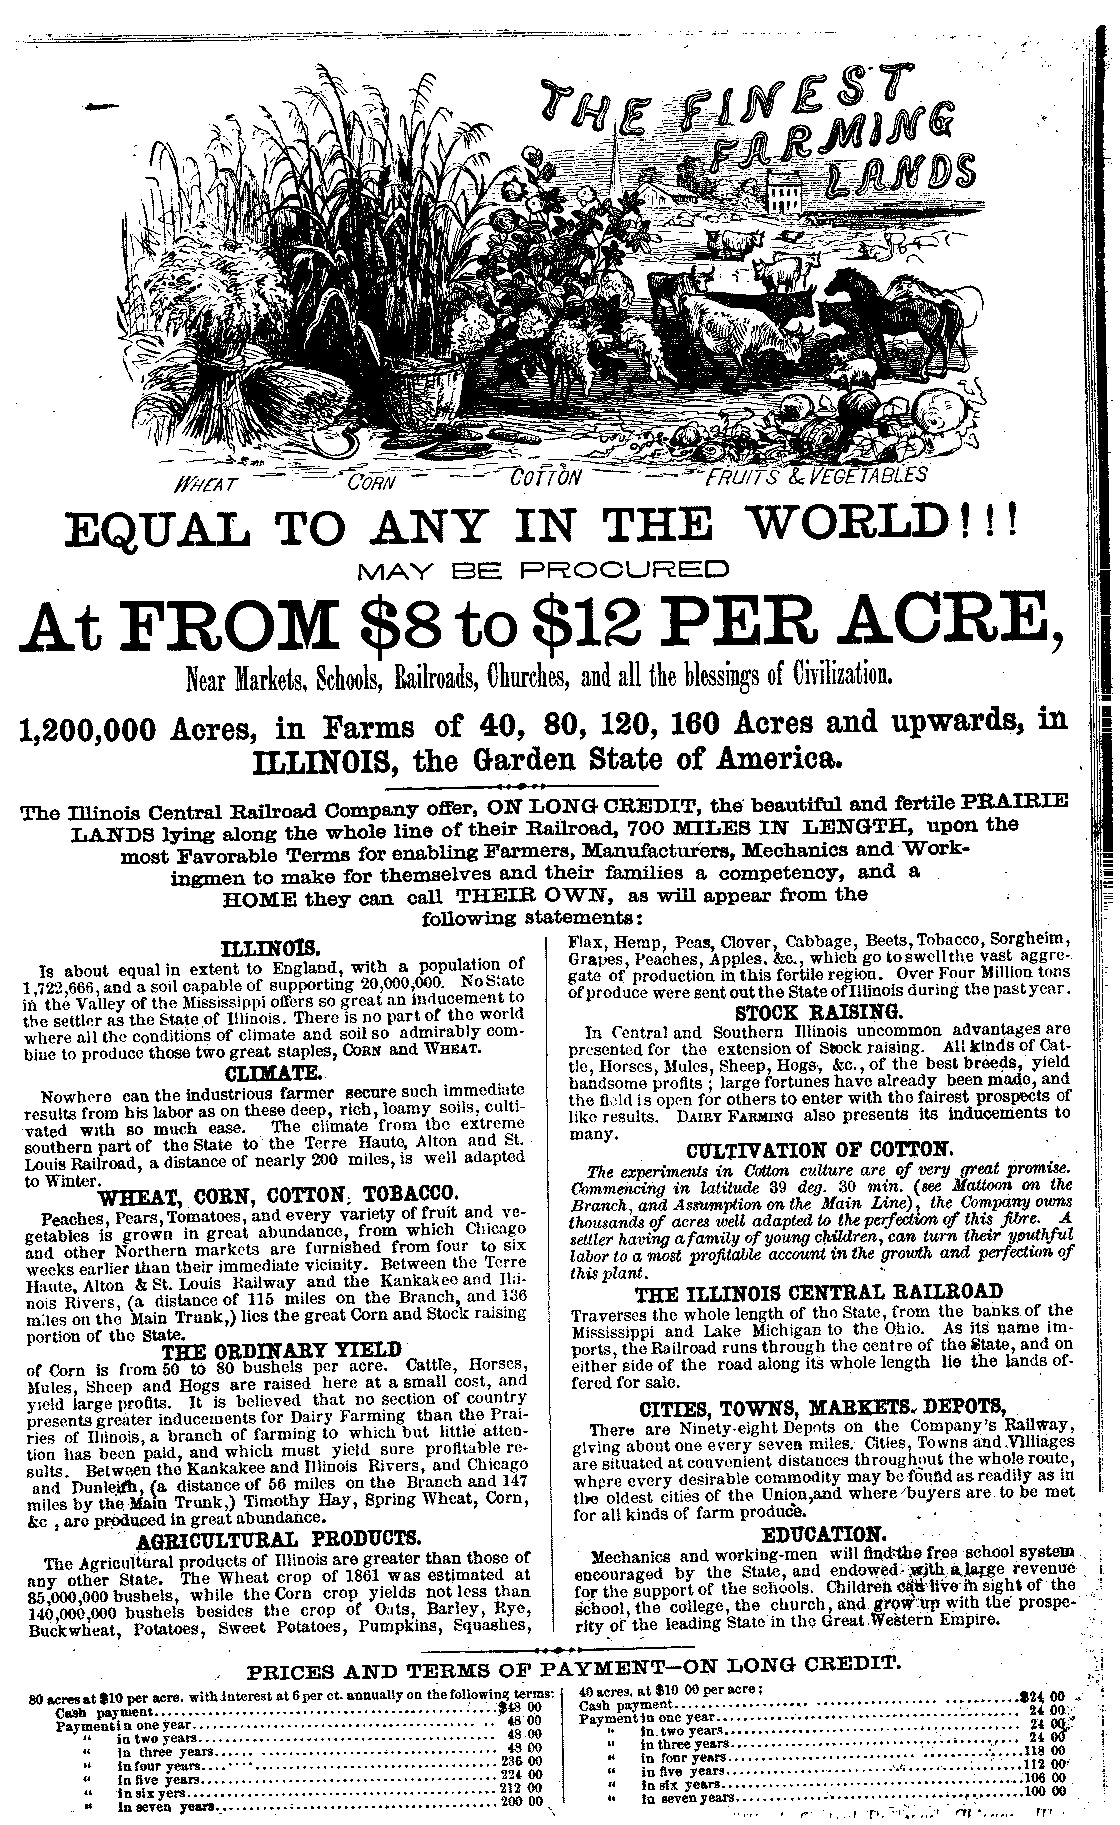 THE FINEST
FARMING
LANDS
WHEAT CORN COTTON FRUITS & VEGETABLES
EQUAL TO ANY IN THE WORLD!!!
MAY BE PROCURED
At FROM $8 to $12 PER ACRE,
Near Markets, Schools, Railroads, Churches, and all the blessings of Civilization.
1,200,000 Acres, in Farms of 40, 80, 120, 160 Acres and upwards, in
ILLINOIS, the Garden State of America.
The Illinois Central Railroad Company offer, ON LONG CREDIT, the beautiful and fertile PRAIRIE
LANDS lying along the whole line of their Railroad, 700 MILES IN LENGTH, upon the
most Favorable Terms for enabling Farmers, Manufacturers, Mechanics and Work-
ingmen to make for themselves and their families a competency, and a
HOME they can call THEIR OWN, as will appear from the
following statements:
ILLINOIS.
Is about equal in extent to England, with a population of
1,722,666, and a soil capable of supporting 20,000,000. No State
in the Valley of the Mississippi offers so great an inducement to
the settler as the State of Illinois. There is no part of the world
where all the conditions of climate and soil so admirably com-
bine to produce those two great staples, CORN and WHEAT.
CLIMATE.
Nowhere can the industrious farmer secure such immediate
results from his labor as on these deep, rich, loamy soils, culti-
vated with so much ease. The climate from the extreme
southern part of the State to the Terre Haute, Alton and St.
Louis Railroad, a distance of nearly 200 miles, is well adapted
to Winter.
WHEAT, CORN, COTTON, TOBACCO.
Peaches, Pears, Tomatoes, and every variety of fruit and ve-
getables is grown in great abundance, from which Chicago
and other Northern markets are furnished from four to six
weeks earlier than their immediate vicinity. Between the Terre
Haute, Alton & St. Louis Railway and the Kankakee and Illi-
nois Rivers, (a distance of 115 miles on the Branch, and 136
miles on the Main Trunk,) lies the great Corn and Stock raising
portion of the State.
THE ORDINARY YIELD
of Corn is from 50 to 80 bushels per acre. Cattle, Horses,
Mules, Sheep and Hogs are raised here at a small cost, and
yield large profits. It is believed that no section of country
presents greater inducements for Dairy Farming than the Prai-
ries of Illinois, a branch of farming to which but little atten-
tion has been paid, and which must yield sure profitable re-
sults. Between the Kankakee and Illinois Rivers, and Chicago
and Dunleith, (a distance of 56 miles on the Branch and 147
miles by the Main Trunk,) Timothy Hay, Spring Wheat, Corn,
&c , are produced in great abundance.
AGRICULTURAL PRODUCTS.
The Agricultural products of Illinois are greater than those of
any other State. The Wheat crop of 1861 was estimated at
85,000,000 bushels, while the Corn crop yields not less than
140,000,000 bushels besides the crop of Oats, Barley, Rye,
Buckwheat, Potatoes, Sweet Potatoes, Pumpkins, Squashes,
Flax, Hemp, Peas, Clover, Cabbage, Beets, Tobacco, Sorgheim,
Grapes, Peaches, Apples, &c., which go to swell the vast aggre-
gate of production in this fertile region. Over Four Million tons
of produce were sent out the State of Illinois during the past year.
STOCK RAISING.
In Central and Southern Illinois uncommon advantages are
presented for the extension of Stock raising. All kinds of Cat-
tle, Horses, Mules, Sheep, Hogs, &c., of the best breeds, yield
handsome profits; large fortunes have already been made, and
the field is open for others to enter with the fairest prospects of
like results. DAIRY FARMING also presents its inducements to
many.
CULTIVATION OF COTTON.
The experiments in Cotton culture are of very great promise.
Commencing in latitude 39 deg. 30 min. (see Mattoon on the
Branch, and Assumption on the Main Line), the Company owns
thousands of acres well adapted to the perfection of this fibre. A
settler having a family of young children, can turn their youthful
labor to a most profitable account in the growth and perfection of
this plant.
THE ILLINOIS CENTRAL RAILROAD
Traverses the whole length of the State, from the banks of the
Mississippi and Lake Michigan to the Ohio. As its name im-
ports, the Railroad runs through the centre of the State, and on
either side of the road along its whole length lie the lands of-
fered for sale.
CITIES, TOWNS, MARKETS, DEPOTS,
There are Ninety-eight Depots on the Company's Railway,
giving about one every seven miles. Cities, Towns and Villiages
are situated at convenient distances throughout the whole route,
where every desirable commodity may be found as readily as in
the oldest cities of the Union, and where buyers are to be met
for all kinds of farm produce.
EDUCATION.
Mechanics and working-men will find the free school system
encouraged by the State, and endowed with a large revenue
for the support of the schools. Children can live in sight of the
school, the college, the church, and grow up with the prospe-
rity of the leading State in the Great Western Empire.
PRICES AND TERMS OF PAYMENT—ON LONG CREDIT.
80 acres at $10 per acre, with interest at 6 per ct. annually on the following terms:
Cash payment $48 00
Payment in one year 48 00
" in two years 48 00
" in three years 48 00
" in four years 236 00
" in five years 224 00
" in six yers 212 00
" in seven years 200 00
40 acres, at $10 00 per acre;
Cash payment $24 00
Payment in one year 24 00
" in two years 24 00
" in three years 24 00
" in four years 118 00
" in five years 112 00
" in six years 106 00
" in seven years 100 00